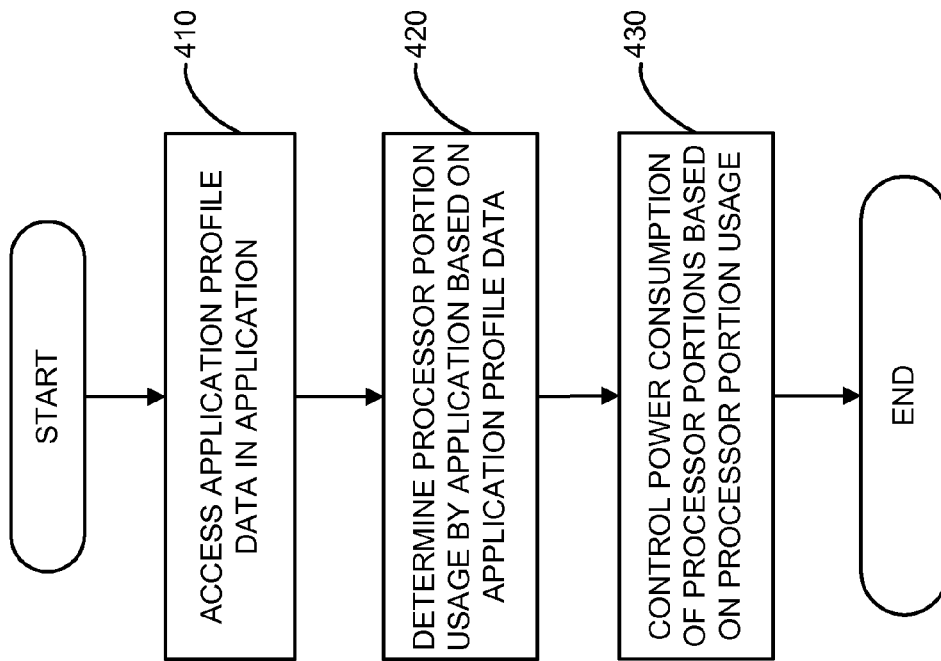 START
ACCESS APPLICATION PROFILE
DATA IN APPLICATION
410
DETERMINE PROCESSOR PORTION
USAGE BY APPLICATION BASED ON
APPLICATION PROFILE DATA
420
CONTROL POWER CONSUMPTION
OF PROCESSOR PORTIONS BASED
ON PROCESSOR PORTION USAGE
430
END